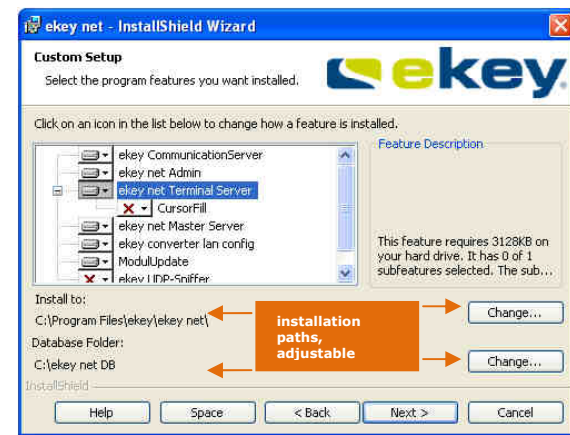 ekey net - InstallShield Wizard
Custom Setup
Select the program features you want installed.
ekey
Click on an icon in the list below to change how a feature is installed.
Feature Description
ekey CommunicationServer
ekey net Admin
ekey net Terminal Server
CursorFill
ekey net Master Server
ekey converter lan config
ModulUpdate
ekey UDP-Sniffer
This feature requires 3128KB on
your hard drive. It has 0 of 1
subfeatures selected. The sub...
Install to:
C:\Program Files\ekey\ekey net\
Change...
installation
paths,
adjustable
Database Folder:
C:\ekey net DB
Change...
InstallShield
Help
Space
< Back
Next >
Cancel